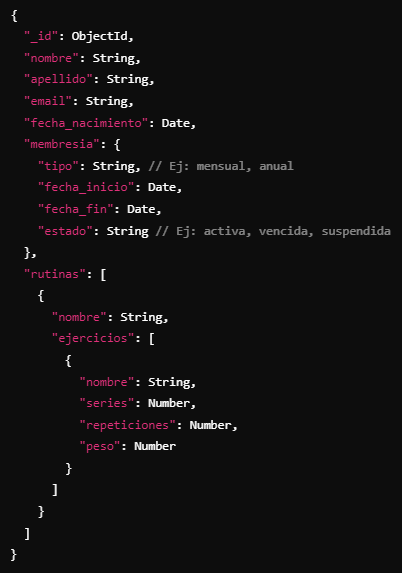 {
  "_id": ObjectId,
  "nombre": String,
  "apellido": String,
  "email": String,
  "fecha_nacimiento": Date,
  "membresia": {
    "tipo": String, // Ej: mensual, anual
    "fecha_inicio": Date,
    "fecha_fin": Date,
    "estado": String // Ej: activa, vencida, suspendida
  },
  "rutinas": [
    {
      "nombre": String,
      "ejercicios": [
        {
          "nombre": String,
          "series": Number,
          "repeticiones": Number,
          "peso": Number
        }
      ]
    }
  ]
}